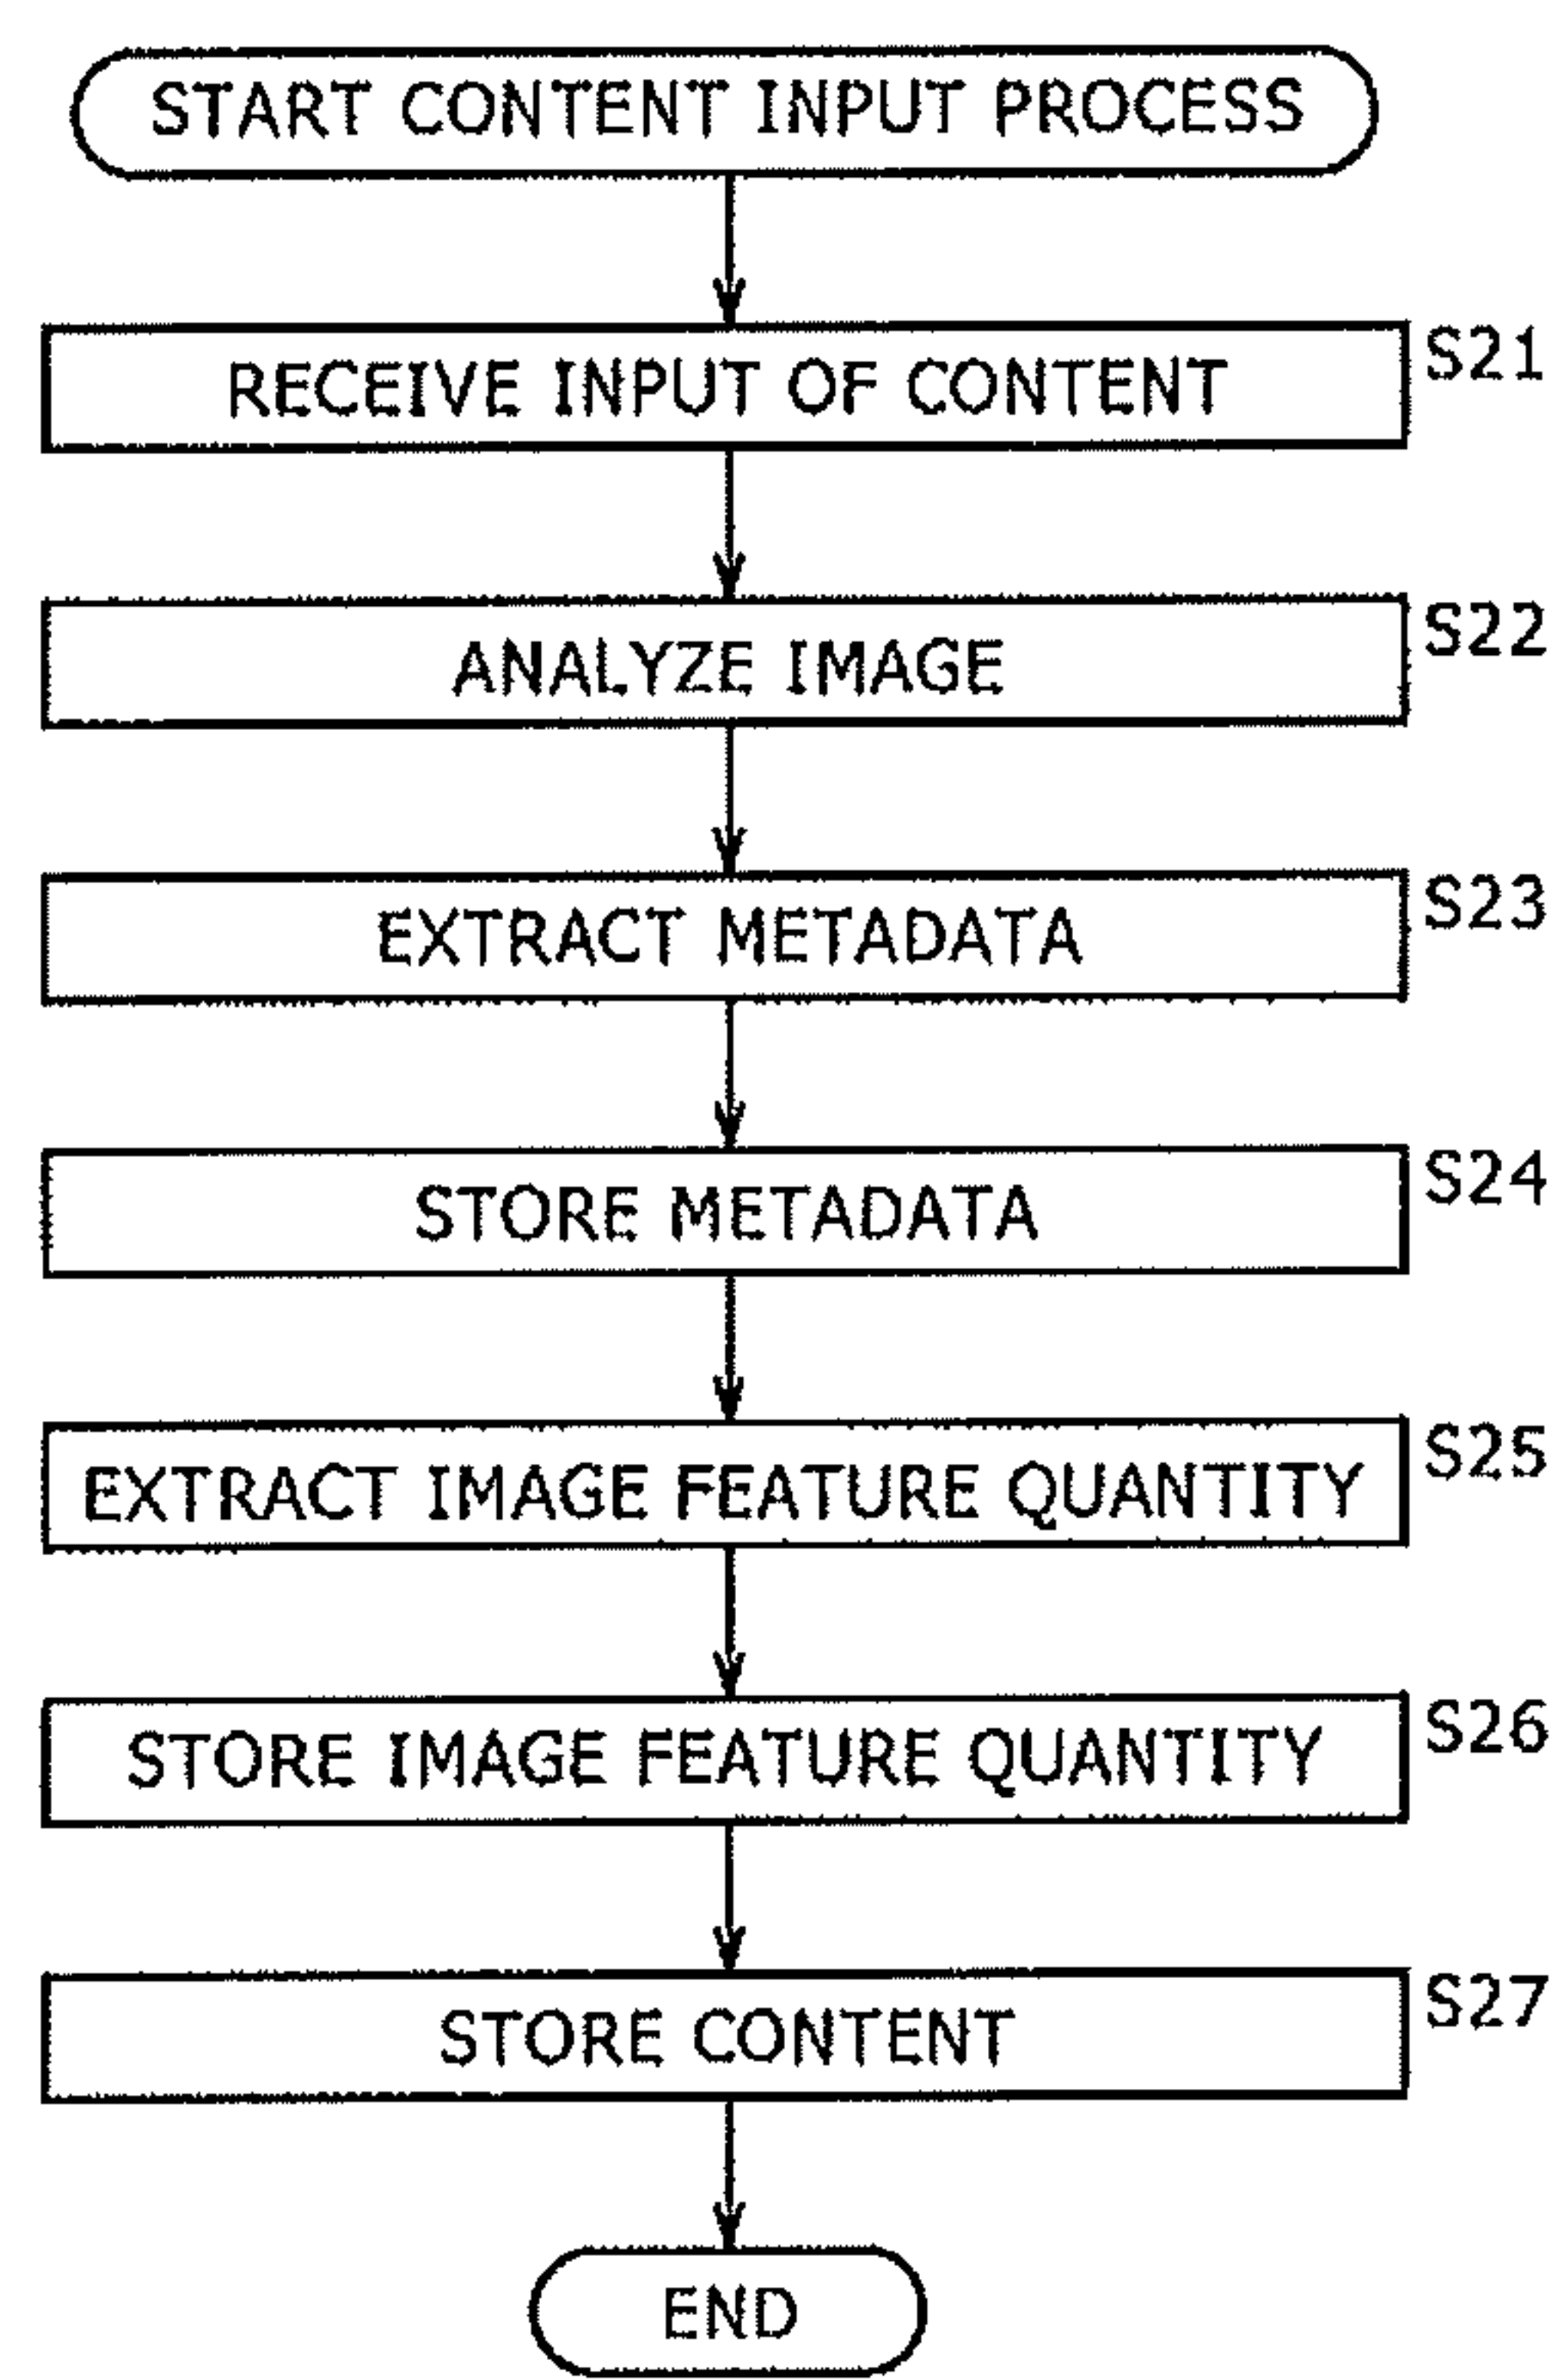 START CONTENT INPUT PROCESS
RECEIVE INPUT OF CONTENT S21
ANALYZE IMAGE S22
EXTRACT METADATA S23
STORE METADATA S24
EXTRACT IMAGE FEATURE QUANTITY S25
STORE IMAGE FEATURE QUANTITY S26
STORE CONTENT S27
END